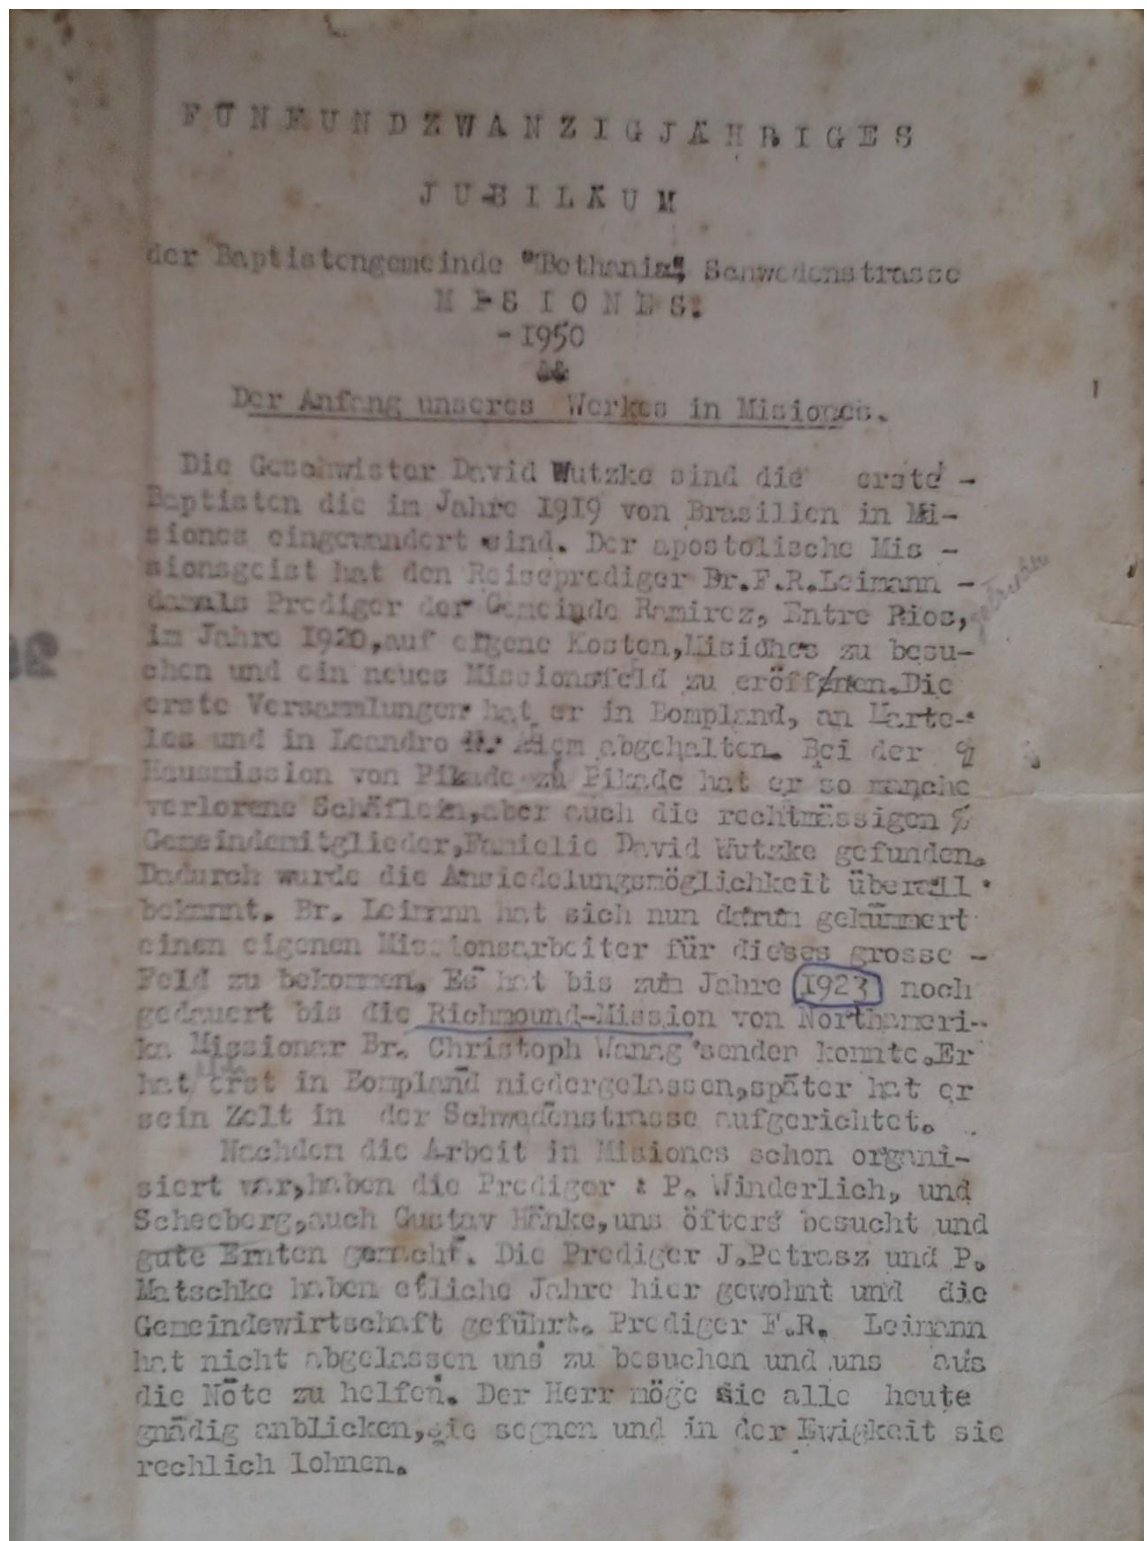 FÜNFUNDZWANZIGJÄHRIGES
JUBILÄUM
der Baptistengemeinde "Bethania", Schwedenstrasse
MISIONES.
- 1950
&&
Der Anfang unseres Werkes in Misiones.
Die Geschwister David Wutzke sind die erste -
Baptisten die im Jahre 1919 von Brasilien in Mi-
siones eingewandert sind. Der apostolische Mis -
sionsgeist hat den Reiseprediger Br.F.R.Leimann -
getrieben
damals Prediger der Gemeinde Ramirez, Entre Rios,
im Jahre 1920,auf eigene Kosten,Misiones zu besu-
chen und ein neues Missionsfeld zu eröffnen.Die
erste Versammlungen hat er in Bompland, an Marte-
les und in Leandro N. Alem abgehalten. Bei der
Hausmission von Pikade zu Pikade hat er so manche
verlorene Schäflein,aber auch die rechtmässigen
Gemeindemitglieder,Famielie David Wutzke gefunden.
Dadurch wurde die Ansiedelungsmöglichkeit überall
bekannt. Br. Leimann hat sich nun darum gekümmert
einen eigenen Missionsarbeiter für dieses grosse -
Feld zu bekommen. Es hat bis zum Jahre 1923 noch
gedauert bis die Richmound-Mission von Northameri-
ka Missionar Br. Christoph Wanag senden konnte.Er
hat erst in Bompland niedergelassen,später hat er
sein Zelt in der Schwedenstrasse aufgerichtet.
Nachdem die Arbeit in Misiones schon organi-
siert war,haben die Prediger : P. Winderlich, und
Scheeberg,auch Gustav Hänke,uns öfters besucht und
gute Ernten gemacht. Die Prediger J.Petrasz und P.
Matschke haben etliche Jahre hier gewohnt und die
Gemeindewirtschaft geführt. Prediger F.R. Leimann
hat nicht abgelassen uns zu besuchen und uns aus
die Nöte zu helfen. Der Herr möge sie alle heute
gnädig anblicken,sie segnen und in der Ewigkeit sie
rechlich lohnen.